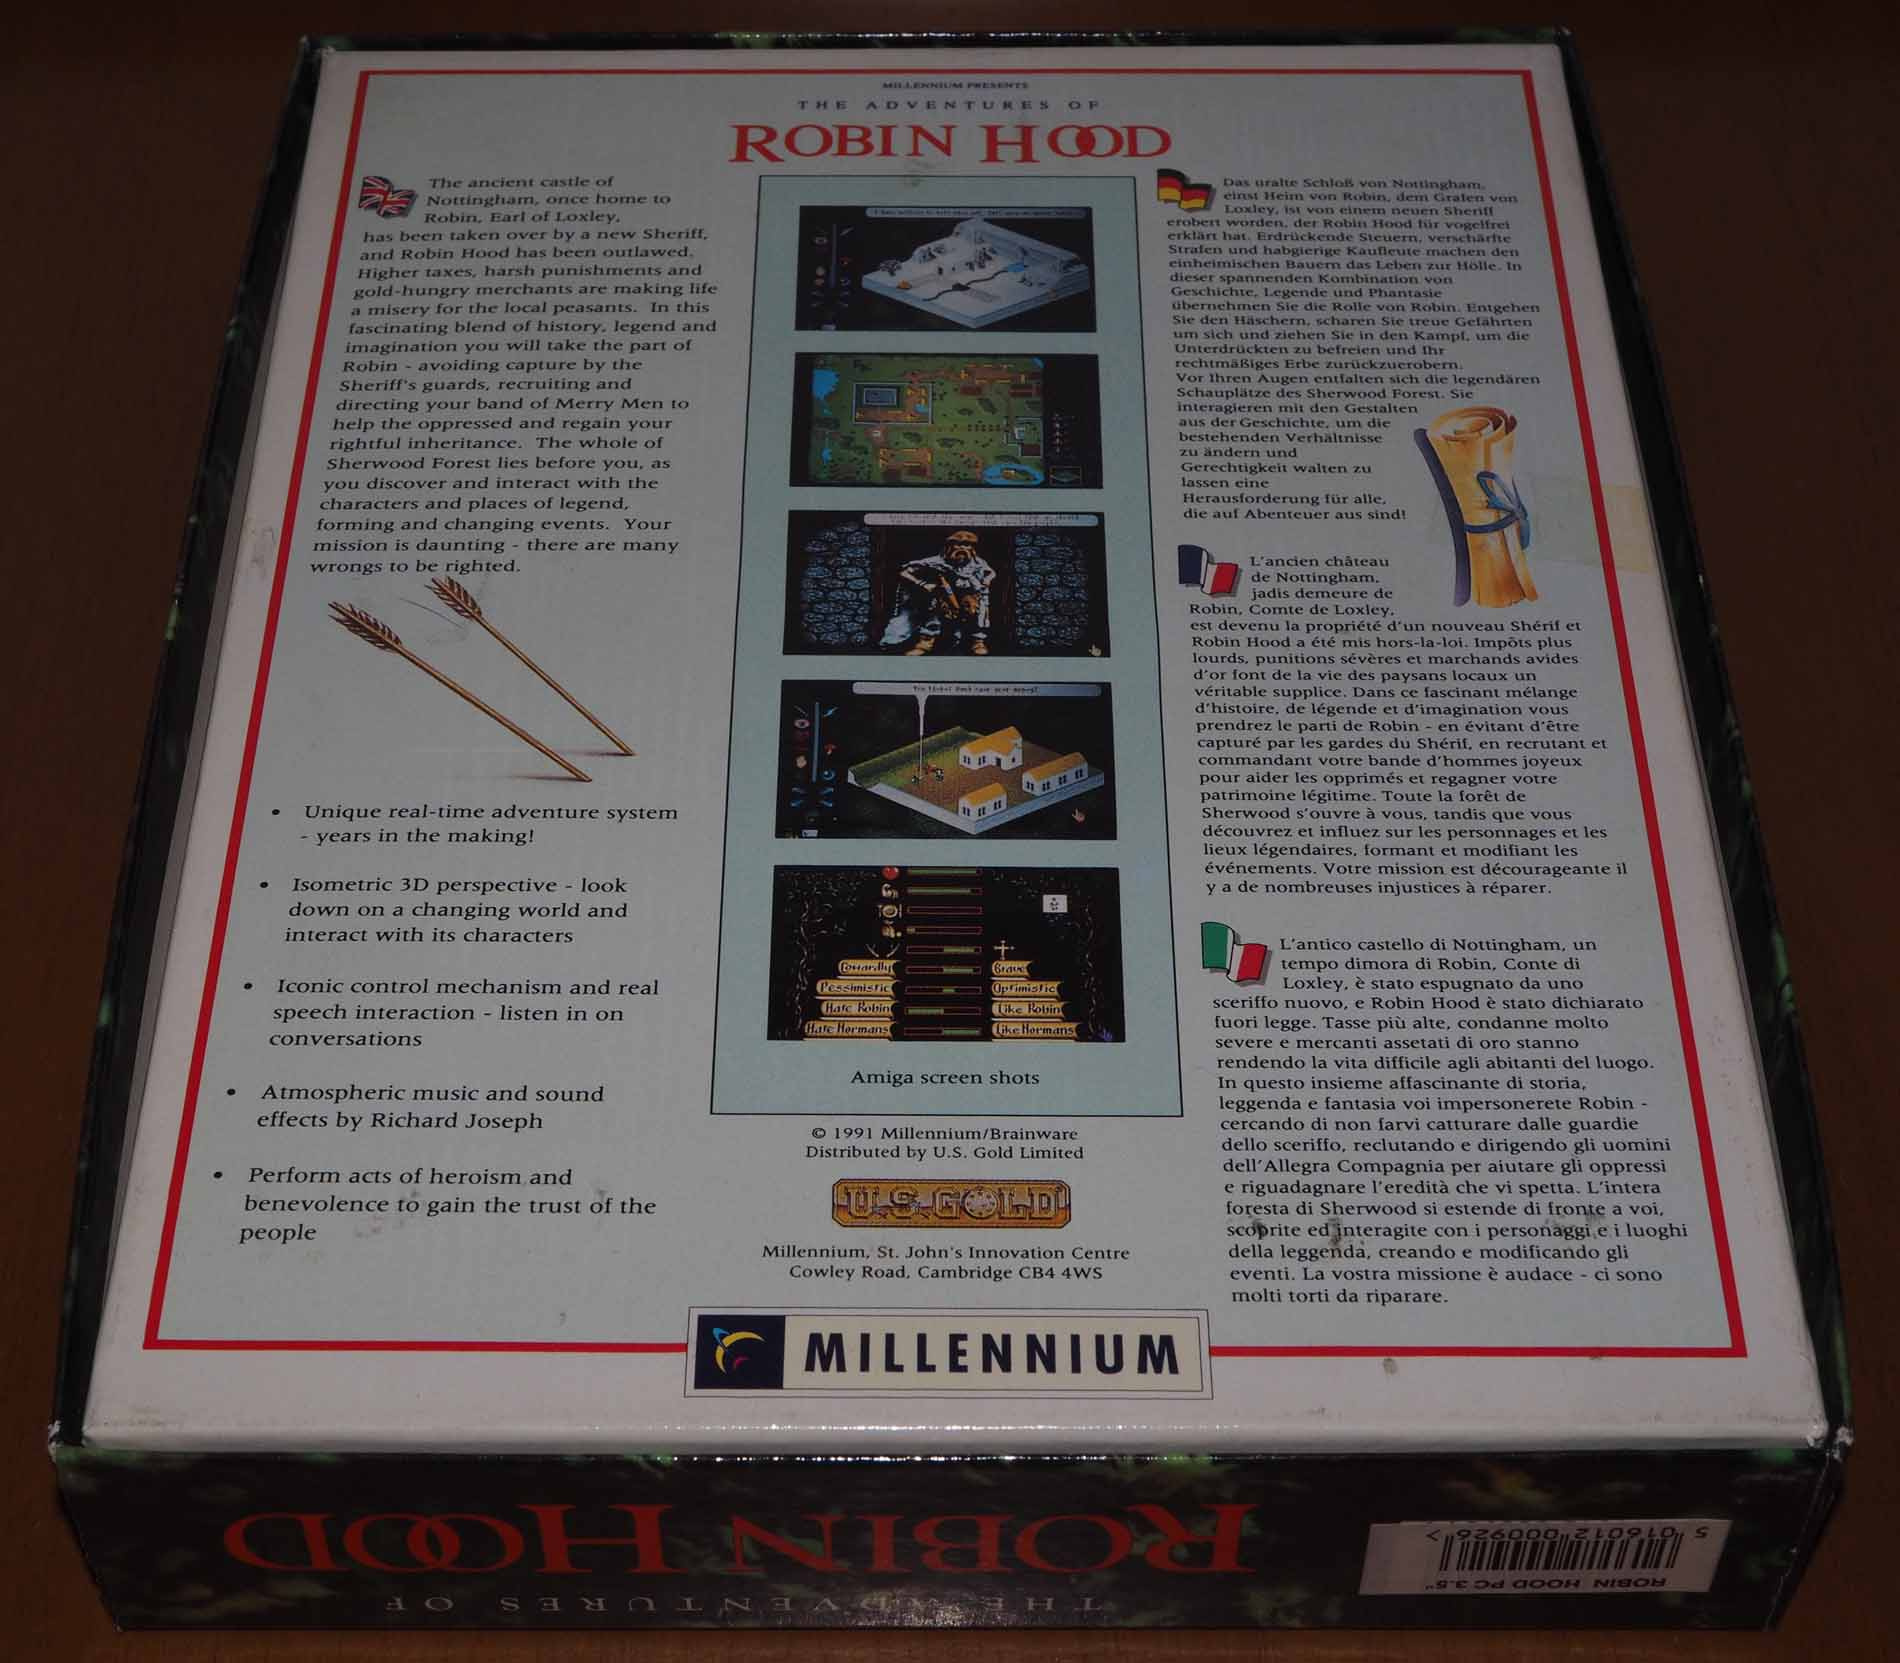 MILLENNIUM PRESENTS
THE ADVENTURES OF
ROBIN HOOD
The ancient castle of
Nottingham, once home to
Robin, Earl of Loxley,
has been taken over by a new Sheriff,
and Robin Hood has been outlawed.
Higher taxes, harsh punishments and
gold-hungry merchants are making life
a misery for the local peasants. In this
fascinating blend of history, legend and
imagination you will take the part of
Robin - avoiding capture by the
Sheriff's guards, recruiting and
directing your band of Merry Men to
help the oppressed and regain your
rightful inheritance. The whole of
Sherwood Forest lies before you, as
you discover and interact with the
characters and places of legend,
forming and changing events. Your
mission is daunting - there are many
wrongs to be righted.
• Unique real-time adventure system
- years in the making!
• Isometric 3D perspective - look
down on a changing world and
interact with its characters
• Iconic control mechanism and real
speech interaction - listen in on
conversations
• Atmospheric music and sound
effects by Richard Joseph
• Perform acts of heroism and
benevolence to gain the trust of the
people
Cowardly
Brave
Pessimistic
Optimistic
Hate Robin
Like Robin
Hate Normans
Like Normans
Amiga screen shots
© 1991 Millennium/Brainware
Distributed by U.S. Gold Limited
U.S. GOLD
Millennium, St. John's Innovation Centre
Cowley Road, Cambridge CB4 4WS
MILLENNIUM
Das uralte Schloß von Nottingham,
einst Heim von Robin, dem Grafen von
Loxley, ist von einem neuen Sheriff
erobert worden, der Robin Hood für vogelfrei
erklärt hat. Erdrückende Steuern, verschärfte
Strafen und habgierige Kaufleute machen den
einheimischen Bauern das Leben zur Hölle. In
dieser spannenden Kombination von
Geschichte, Legende und Phantasie
übernehmen Sie die Rolle von Robin. Entgehen
Sie den Häschern, scharen Sie treue Gefährten
um sich und ziehen Sie in den Kampf, um die
Unterdrückten zu befreien und Ihr
rechtmäßiges Erbe zurückzuerobern.
Vor Ihren Augen entfalten sich die legendären
Schauplätze des Sherwood Forest. Sie
interagieren mit den Gestalten
aus der Geschichte, um die
bestehenden Verhältnisse
zu ändern und
Gerechtigkeit walten zu
lassen eine
Herausforderung für alle,
die auf Abenteuer aus sind!
L'ancien château
de Nottingham,
jadis demeure de
Robin, Comte de Loxley,
est devenu la propriété d'un nouveau Shérif et
Robin Hood a été mis hors-la-loi. Impôts plus
lourds, punitions sévères et marchands avides
d'or font de la vie des paysans locaux un
véritable supplice. Dans ce fascinant mélange
d'histoire, de légende et d'imagination vous
prendrez le parti de Robin - en évitant d'être
capturé par les gardes du Shérif, en recrutant et
commandant votre bande d'hommes joyeux
pour aider les opprimés et regagner votre
patrimoine légitime. Toute la forêt de
Sherwood s'ouvre à vous, tandis que vous
découvrez et influez sur les personnages et les
lieux légendaires, formant et modifiant les
événements. Votre mission est décourageante il
y a de nombreuses injustices à réparer.
L'antico castello di Nottingham, un
tempo dimora di Robin, Conte di
Loxley, è stato espugnato da uno
sceriffo nuovo, e Robin Hood è stato dichiarato
fuori legge. Tasse più alte, condanne molto
severe e mercanti assetati di oro stanno
rendendo la vita difficile agli abitanti del luogo.
In questo insieme affascinante di storia,
leggenda e fantasia voi impersonerete Robin -
cercando di non farvi catturare dalle guardie
dello sceriffo, reclutando e dirigendo gli uomini
dell'Allegra Compagnia per aiutare gli oppressi
e riguadagnare l'eredità che vi spetta. L'intera
foresta di Sherwood si estende di fronte a voi,
scoprite ed interagite con i personaggi e i luoghi
della leggenda, creando e modificando gli
eventi. La vostra missione è audace - ci sono
molti torti da riparare.
THE ADVENTURES OF
ROBIN HOOD
ROBIN HOOD PC 3.5"
5 016012 000926 >